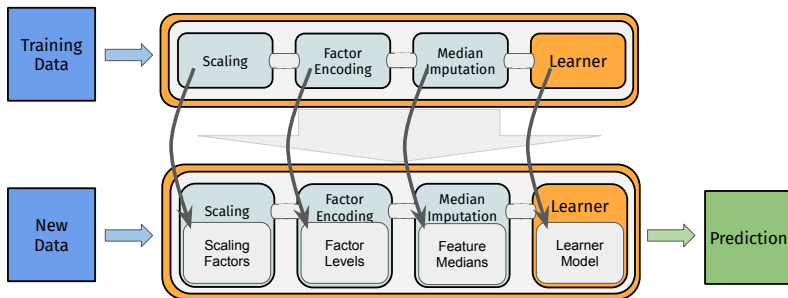 Training
Data
Scaling
Factor
Encoding
Median
Imputation
Learner
New
Data
Scaling
Scaling
Factors
Factor
Encoding
Factor
Levels
Median
Imputation
Feature
Medians
Learner
Learner
Model
Prediction